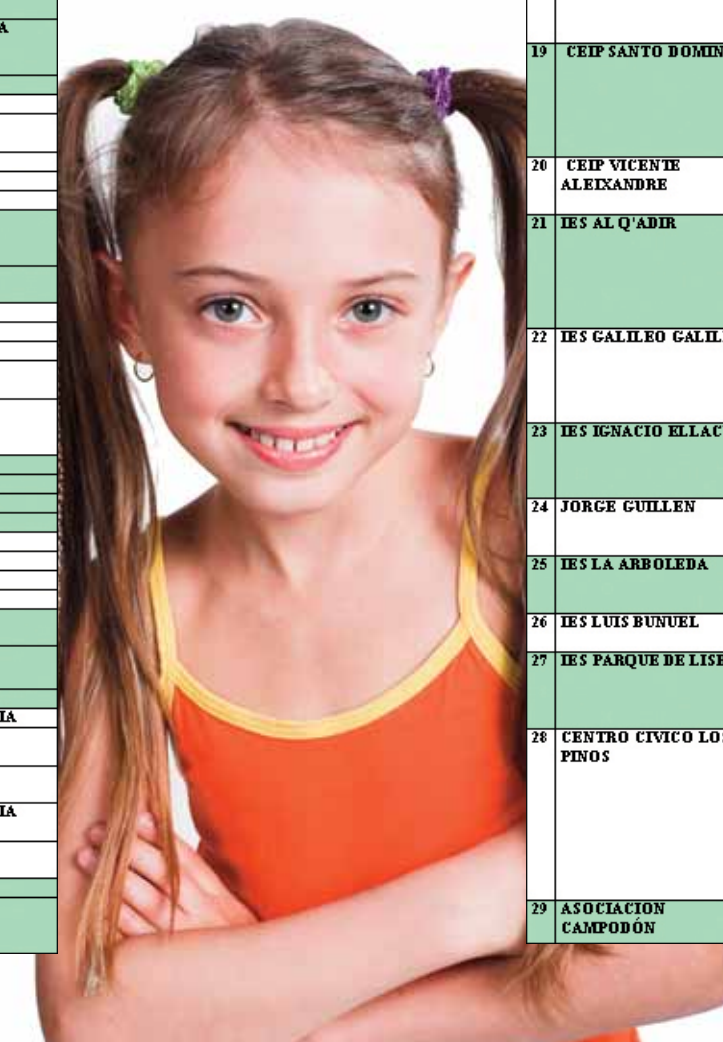 A
IA
IA
19 CEIP SANTO DOMIN
20 CEIP VICENTE
ALEIXANDRE
21 IES AL Q'ADIR
22 IES GALILEO GALIL
23 IES IGNACIO ELLAC
24 JORGE GUILLEN
25 IES LA ARBOLEDA
26 IES LUIS BUNUEL
27 IES PARQUE DE LISB
28 CENTRO CIVICO LOS
PINOS
29 ASOCIACION
CAMPODÓN